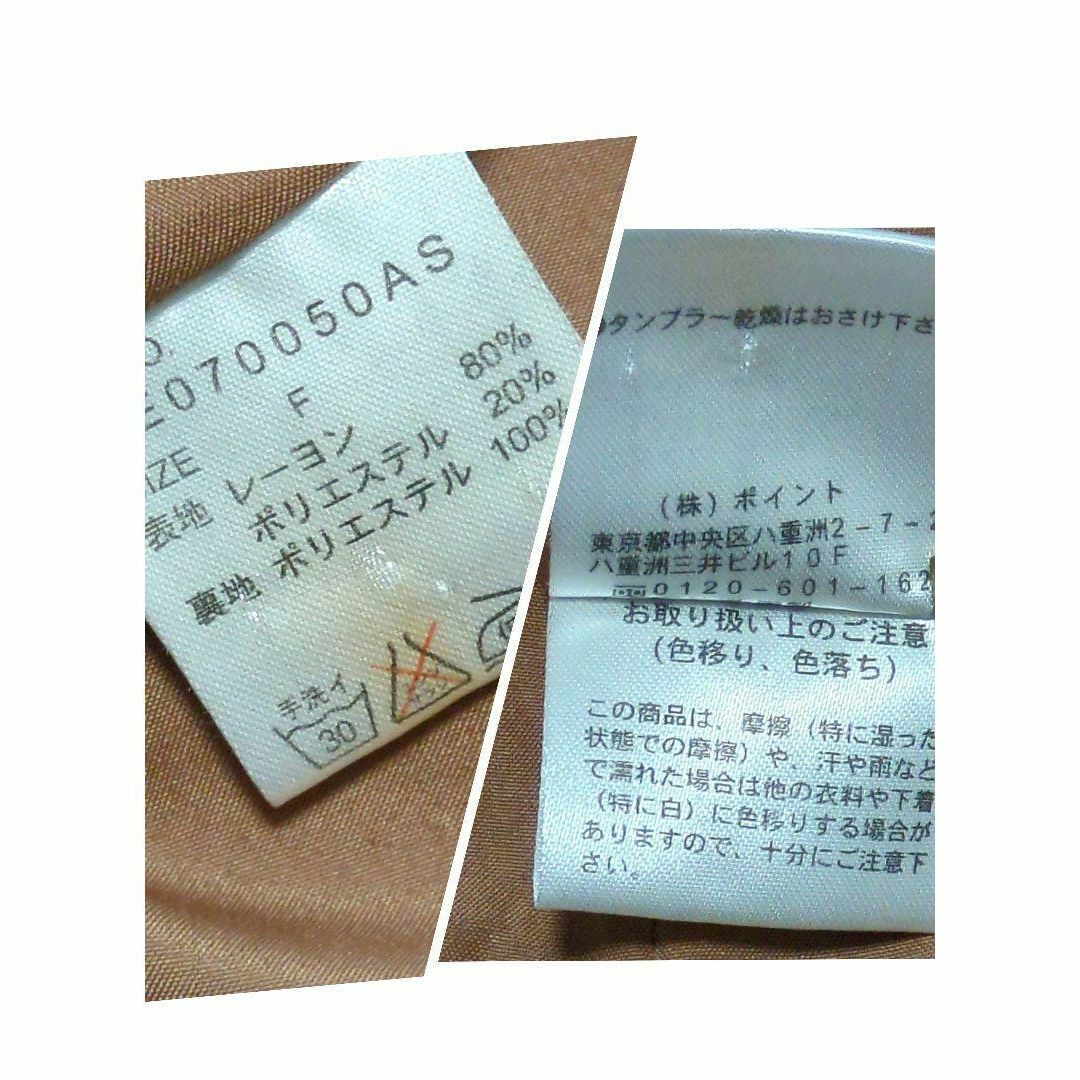 O.
E070050AS
IZE F
表地 レーヨン 80%
ポリエステル 20%
裏地 ポリエステル 100%
手洗イ
30
タンブラー乾燥はおさけ下さ
(株)ポイント
東京都中央区八重洲2-7-2
八重洲三井ビル10F
0120-601-162
お取り扱い上のご注意
(色移り、色落ち)
この商品は、摩擦(特に湿った
状態での摩擦)や、汗や雨など
で濡れた場合は他の衣料や下着
(特に白)に色移りする場合が
ありますので、十分にご注意下
さい。